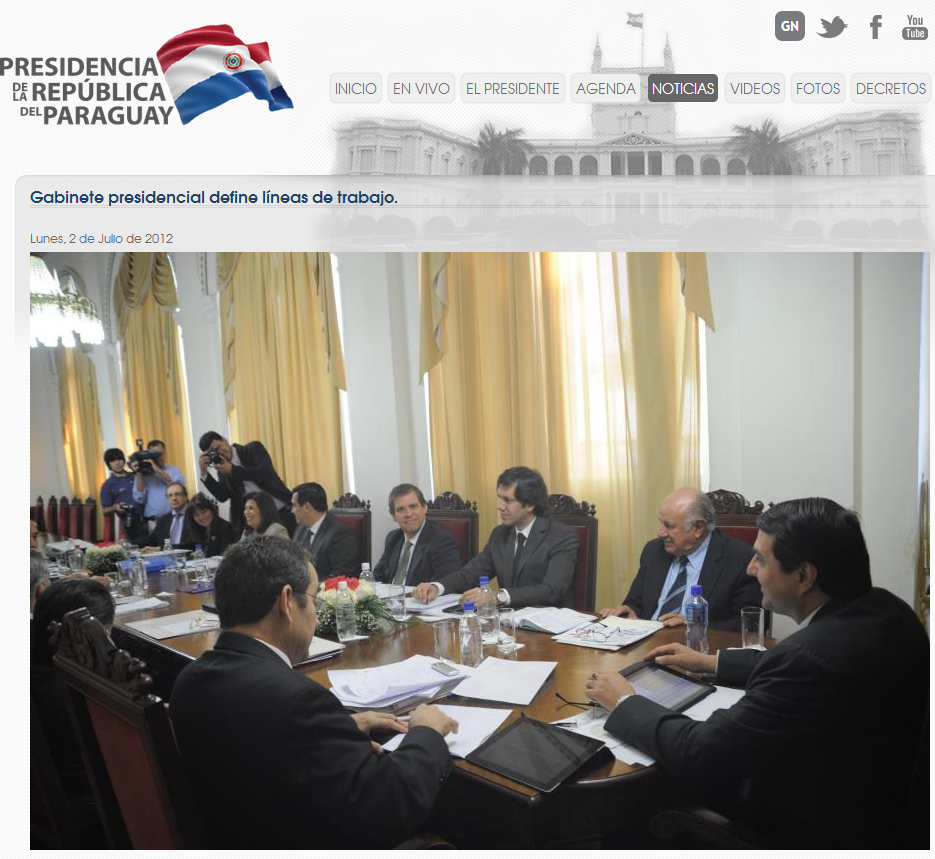 PRESIDENCIA
DE LA REPÚBLICA
DEL PARAGUAY
GN
You
Tube
INICIO EN VIVO EL PRESIDENTE AGENDA NOTICIAS VIDEOS FOTOS DECRETOS
Gabinete presidencial define líneas de trabajo.
Lunes, 2 de Julio de 2012